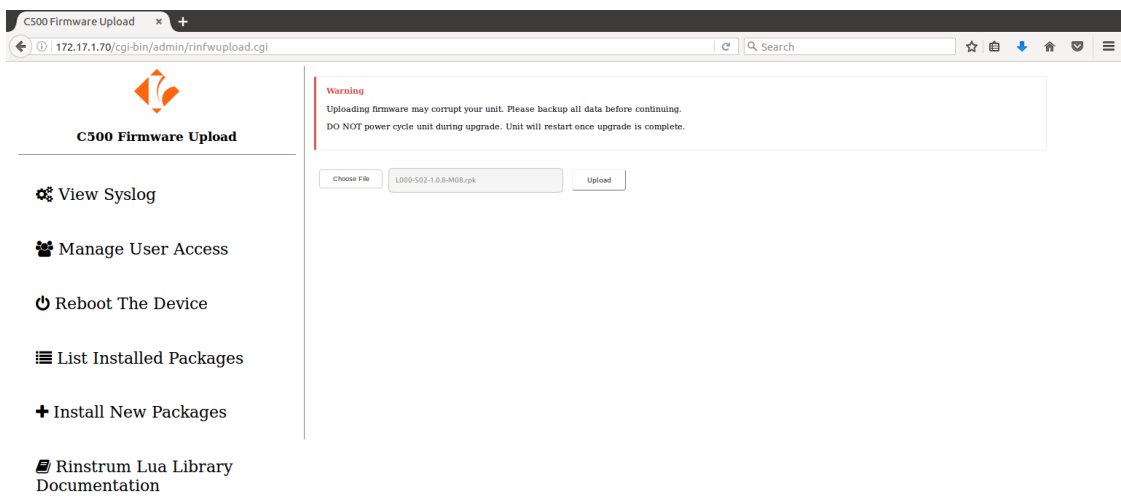 C500 Firmware Upload
172.17.1.70/cgi-bin/admin/rinfwupload.cgi
Search
C500 Firmware Upload
View Syslog
Manage User Access
Reboot The Device
List Installed Packages
Install New Packages
Rinstrum Lua Library
Documentation
Warning
Uploading firmware may corrupt your unit. Please backup all data before continuing.
DO NOT power cycle unit during upgrade. Unit will restart once upgrade is complete.
Choose File
L000-502-1.0.8-M08.rpk
Upload